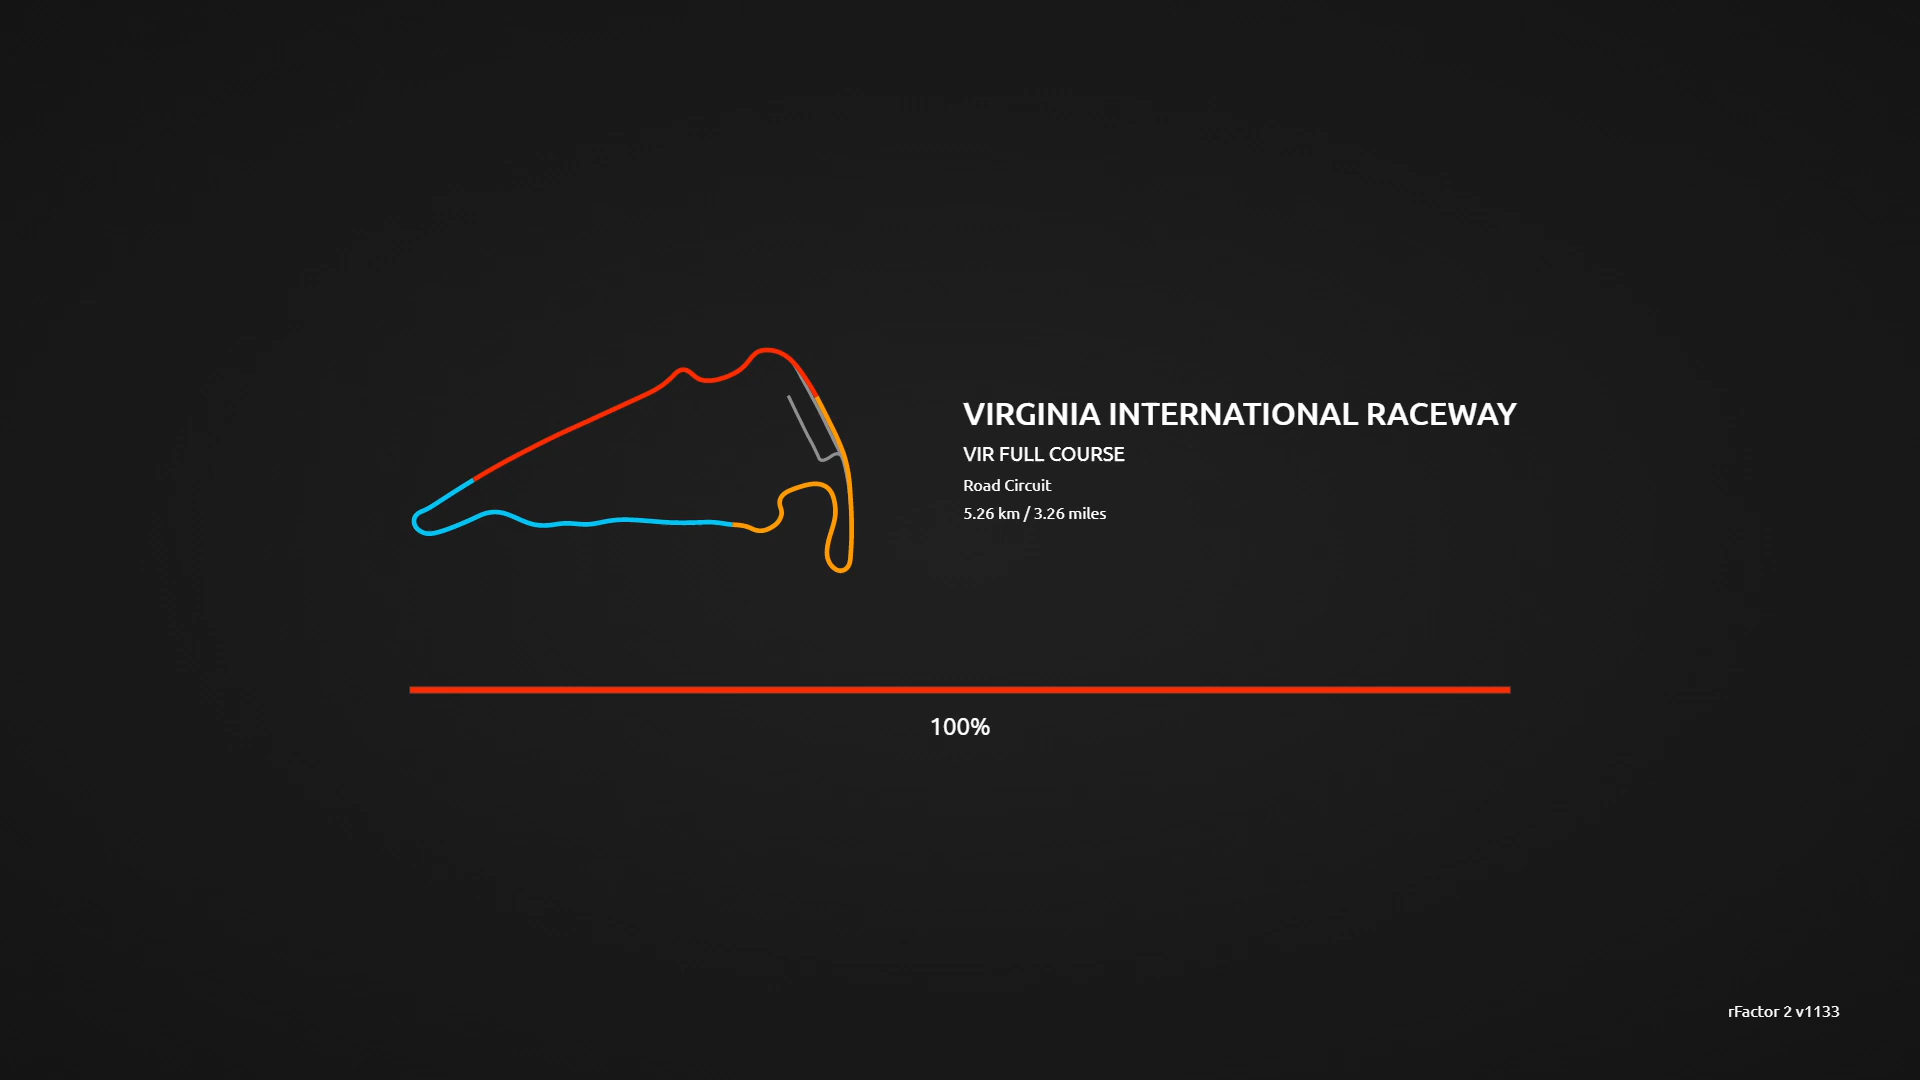 VIRGINIA INTERNATIONAL RACEWAY
VIR FULL COURSE
Road Circuit
5.26 km / 3.26 miles
100%
rFactor 2 v1133